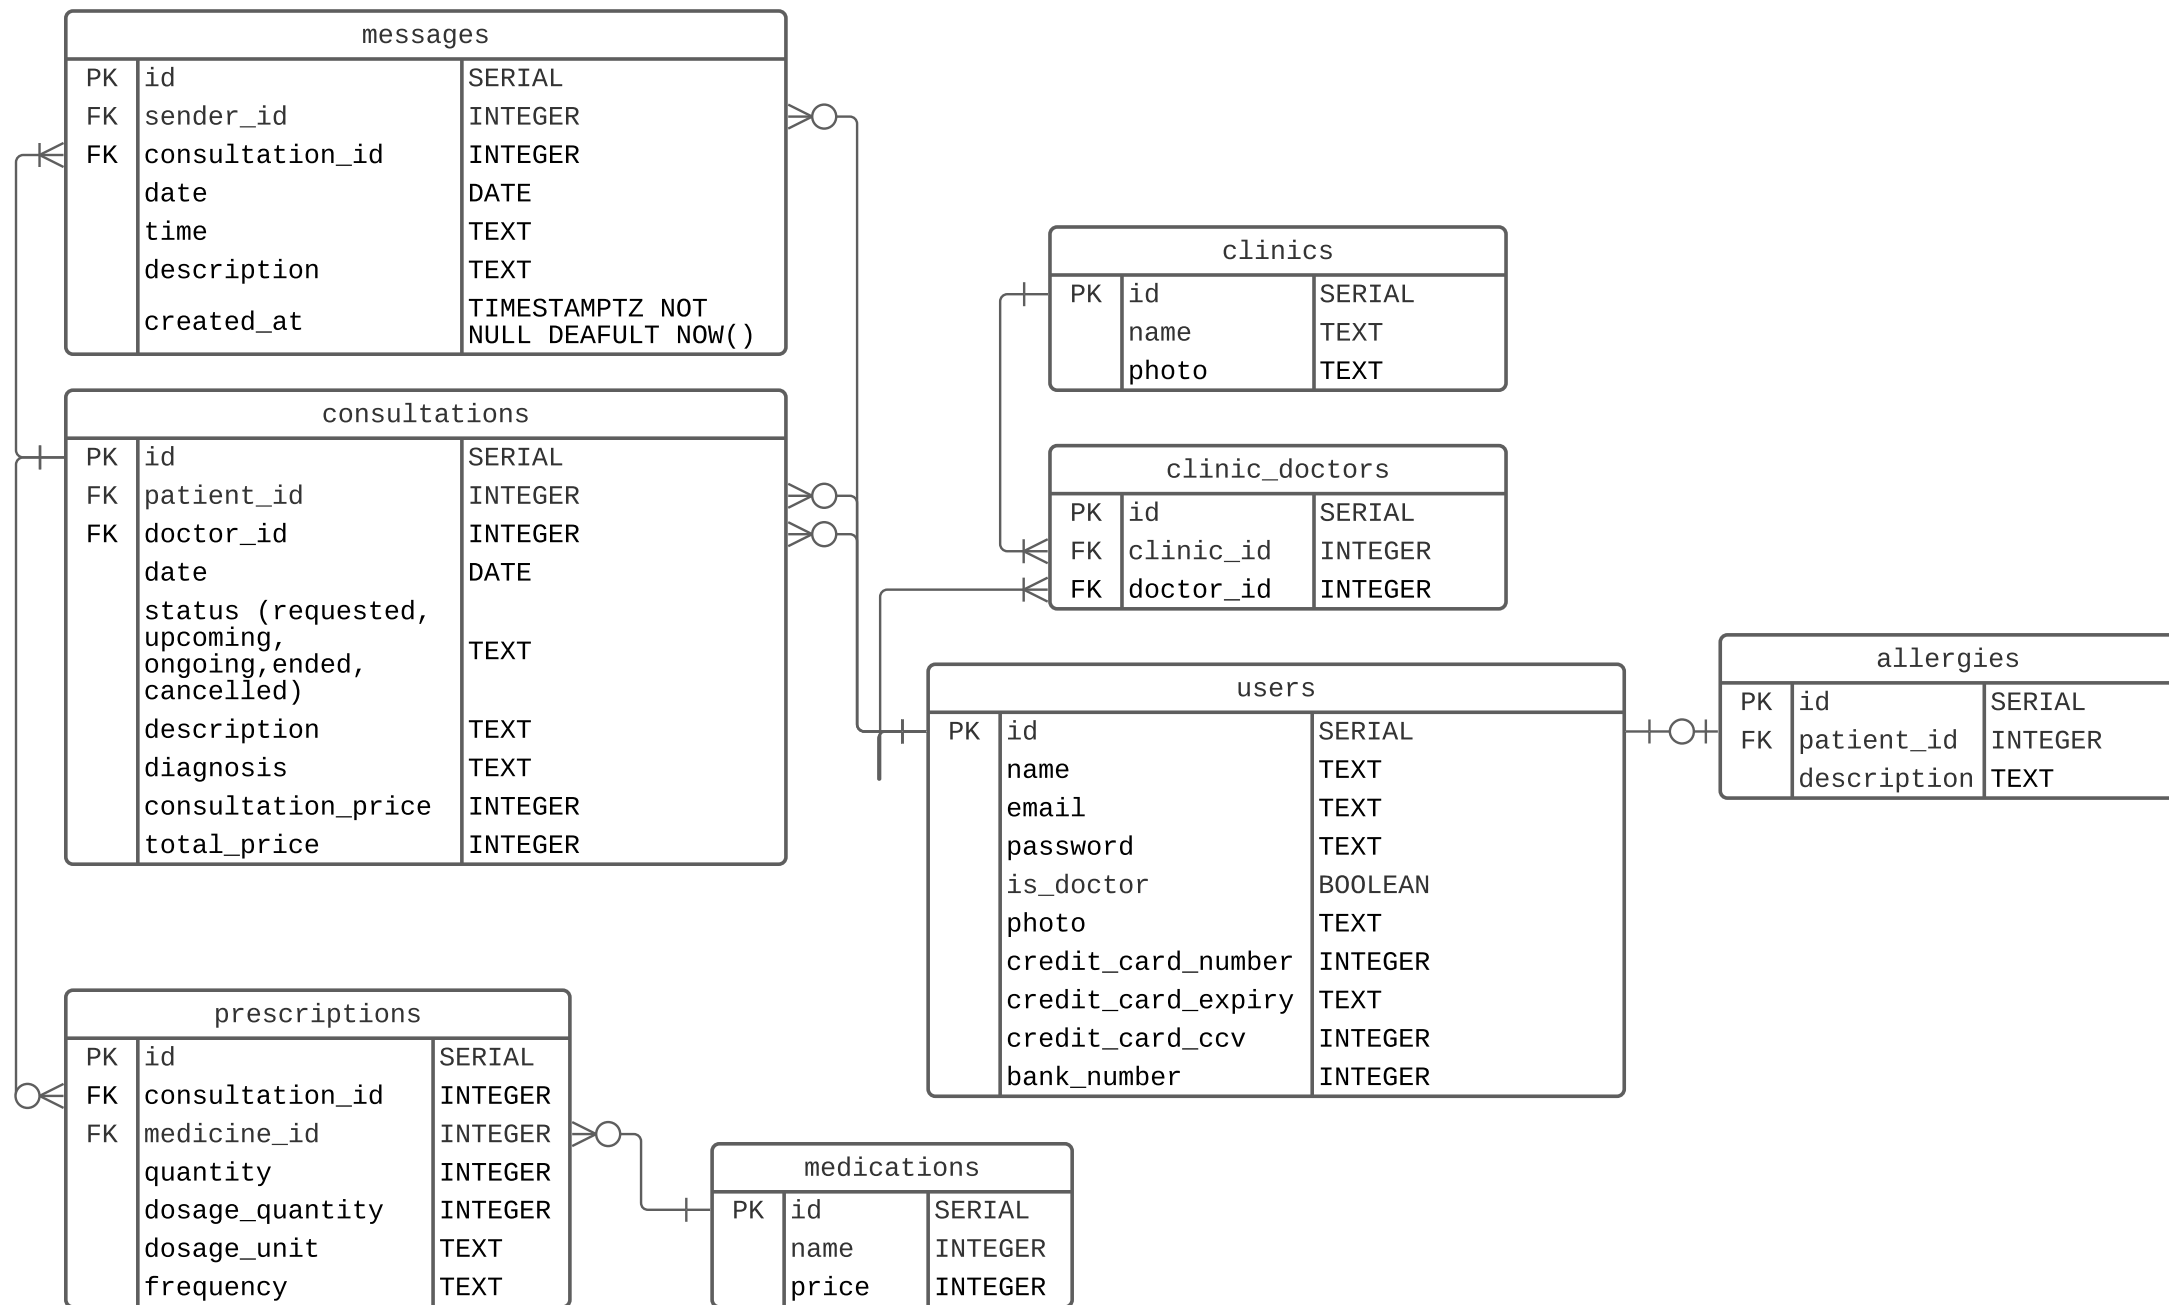 messages
PK id SERIAL
FK sender_id INTEGER
FK consultation_id INTEGER
date DATE
time TEXT
description TEXT
created_at TIMESTAMPTZ NOT
NULL DEAFULT NOW()
consultations
PK id SERIAL
FK patient_id INTEGER
FK doctor_id INTEGER
date DATE
status (requested,
upcoming,
ongoing,ended,
cancelled)
TEXT
description TEXT
diagnosis TEXT
consultation_price INTEGER
total_price INTEGER
prescriptions
PK id SERIAL
FK consultation_id INTEGER
FK medicine_id INTEGER
quantity INTEGER
dosage_quantity INTEGER
dosage_unit TEXT
frequency TEXT
medications
PK id SERIAL
name INTEGER
price INTEGER
clinics
PK id SERIAL
name TEXT
photo TEXT
clinic_doctors
PK id SERIAL
FK clinic_id INTEGER
FK doctor_id INTEGER
users
PK id SERIAL
name TEXT
email TEXT
password TEXT
is_doctor BOOLEAN
photo TEXT
credit_card_number INTEGER
credit_card_expiry TEXT
credit_card_ccv INTEGER
bank_number INTEGER
allergies
PK id SERIAL
FK patient_id INTEGER
description TEXT